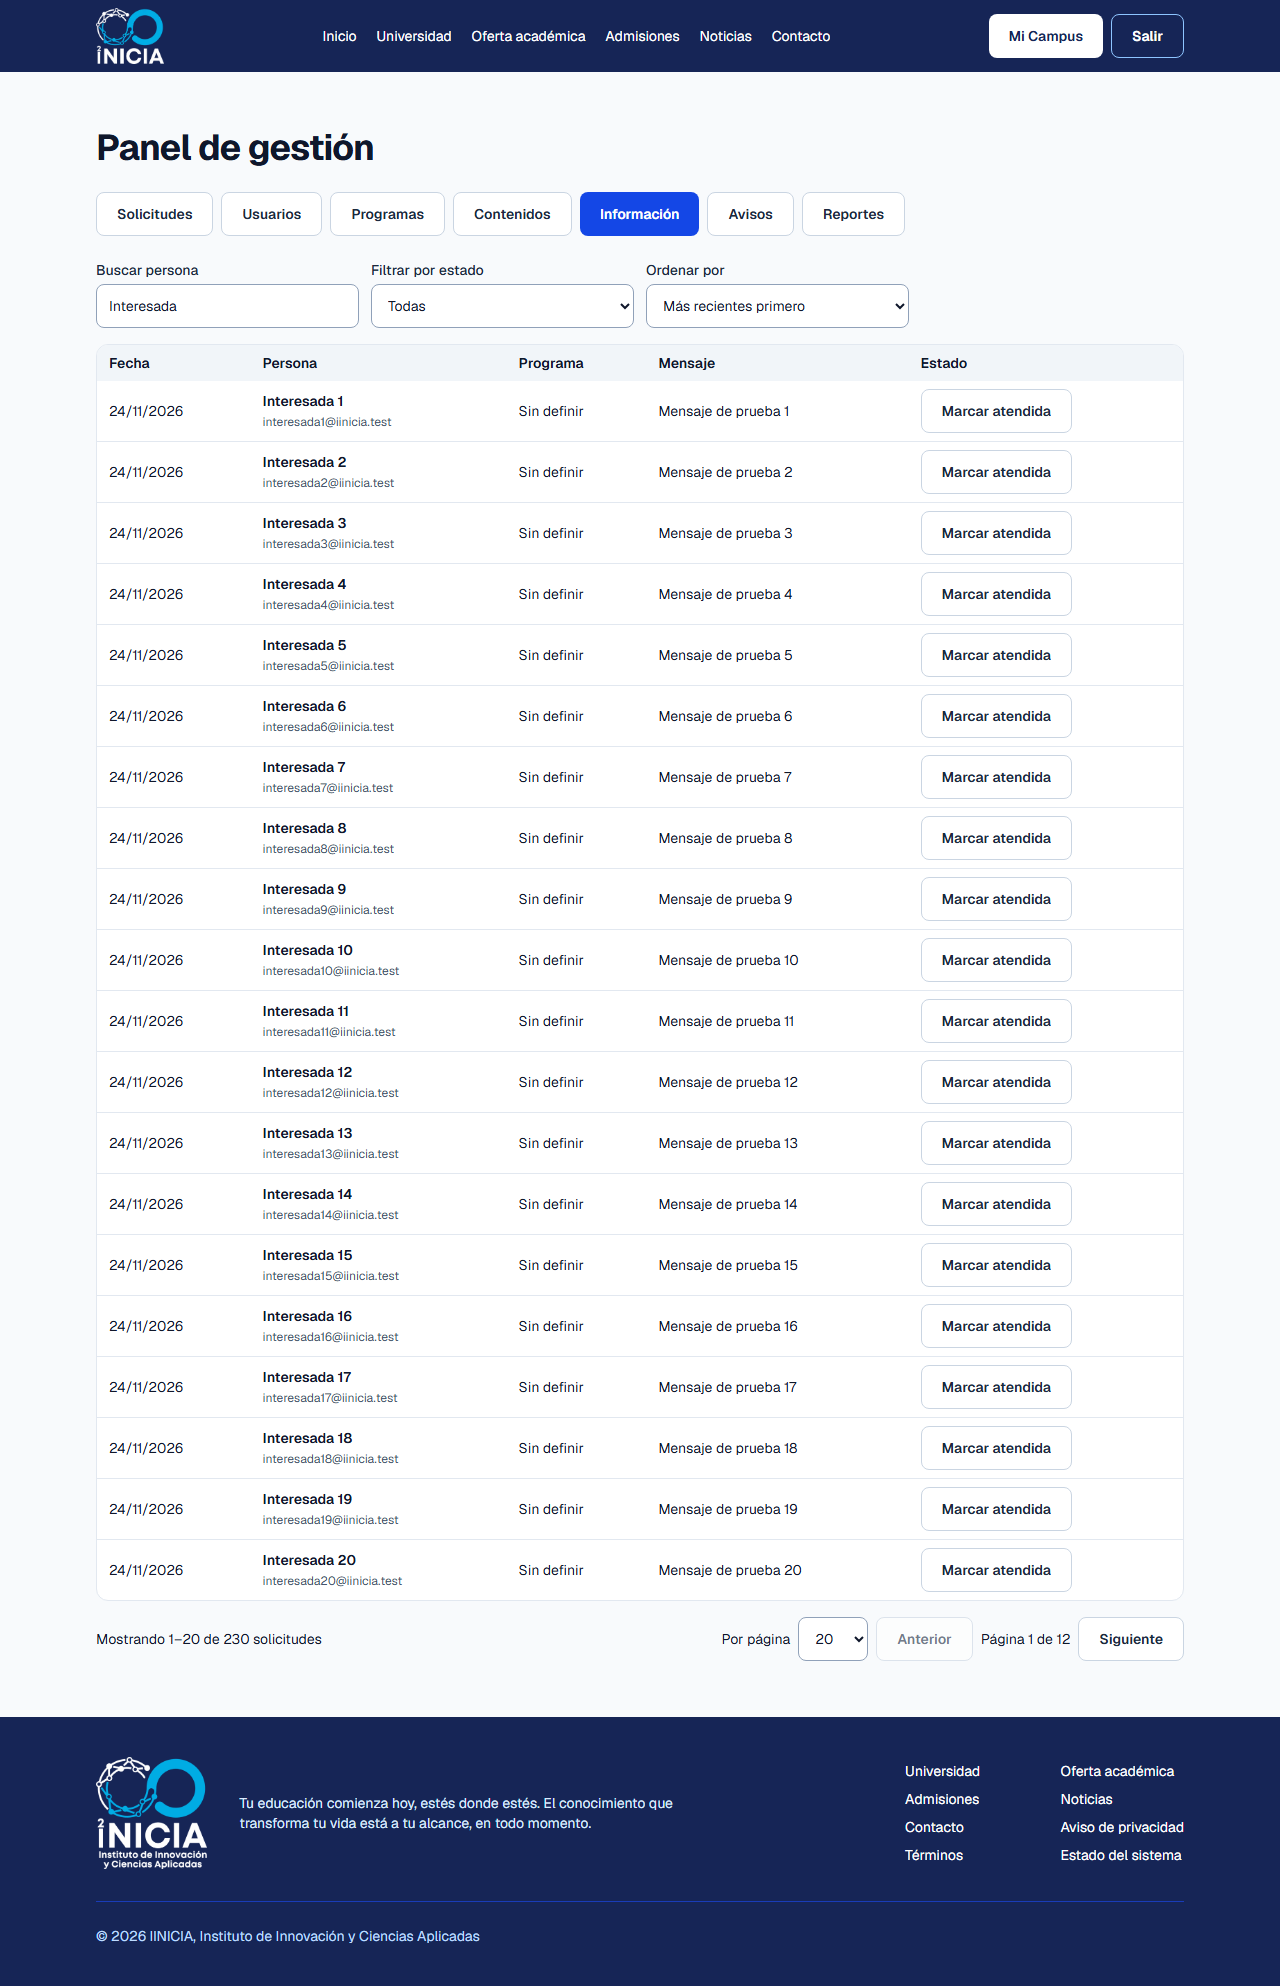 2
INICIA
Inicio Universidad Oferta académica Admisiones Noticias Contacto
Mi Campus Salir
Panel de gestión
Solicitudes Usuarios Programas Contenidos Información Avisos Reportes
Buscar persona Filtrar por estado Ordenar por
Interesada Todas Más recientes primero
Fecha Persona Programa Mensaje Estado
24/11/2026 Interesada 1 Sin definir Mensaje de prueba 1 Marcar atendida
interesada1@iinicia.test
24/11/2026 Interesada 2 Sin definir Mensaje de prueba 2 Marcar atendida
interesada2@iinicia.test
24/11/2026 Interesada 3 Sin definir Mensaje de prueba 3 Marcar atendida
interesada3@iinicia.test
24/11/2026 Interesada 4 Sin definir Mensaje de prueba 4 Marcar atendida
interesada4@iinicia.test
24/11/2026 Interesada 5 Sin definir Mensaje de prueba 5 Marcar atendida
interesada5@iinicia.test
24/11/2026 Interesada 6 Sin definir Mensaje de prueba 6 Marcar atendida
interesada6@iinicia.test
24/11/2026 Interesada 7 Sin definir Mensaje de prueba 7 Marcar atendida
interesada7@iinicia.test
24/11/2026 Interesada 8 Sin definir Mensaje de prueba 8 Marcar atendida
interesada8@iinicia.test
24/11/2026 Interesada 9 Sin definir Mensaje de prueba 9 Marcar atendida
interesada9@iinicia.test
24/11/2026 Interesada 10 Sin definir Mensaje de prueba 10 Marcar atendida
interesada10@iinicia.test
24/11/2026 Interesada 11 Sin definir Mensaje de prueba 11 Marcar atendida
interesada11@iinicia.test
24/11/2026 Interesada 12 Sin definir Mensaje de prueba 12 Marcar atendida
interesada12@iinicia.test
24/11/2026 Interesada 13 Sin definir Mensaje de prueba 13 Marcar atendida
interesada13@iinicia.test
24/11/2026 Interesada 14 Sin definir Mensaje de prueba 14 Marcar atendida
interesada14@iinicia.test
24/11/2026 Interesada 15 Sin definir Mensaje de prueba 15 Marcar atendida
interesada15@iinicia.test
24/11/2026 Interesada 16 Sin definir Mensaje de prueba 16 Marcar atendida
interesada16@iinicia.test
24/11/2026 Interesada 17 Sin definir Mensaje de prueba 17 Marcar atendida
interesada17@iinicia.test
24/11/2026 Interesada 18 Sin definir Mensaje de prueba 18 Marcar atendida
interesada18@iinicia.test
24/11/2026 Interesada 19 Sin definir Mensaje de prueba 19 Marcar atendida
interesada19@iinicia.test
24/11/2026 Interesada 20 Sin definir Mensaje de prueba 20 Marcar atendida
interesada20@iinicia.test
Mostrando 1–20 de 230 solicitudes Por página 20 Anterior Página 1 de 12 Siguiente
2
INICIA
Instituto de Innovación
y Ciencias Aplicadas
Tu educación comienza hoy, estés donde estés. El conocimiento que
transforma tu vida está a tu alcance, en todo momento.
Universidad Oferta académica
Admisiones Noticias
Contacto Aviso de privacidad
Términos Estado del sistema
© 2026 IINICIA, Instituto de Innovación y Ciencias Aplicadas